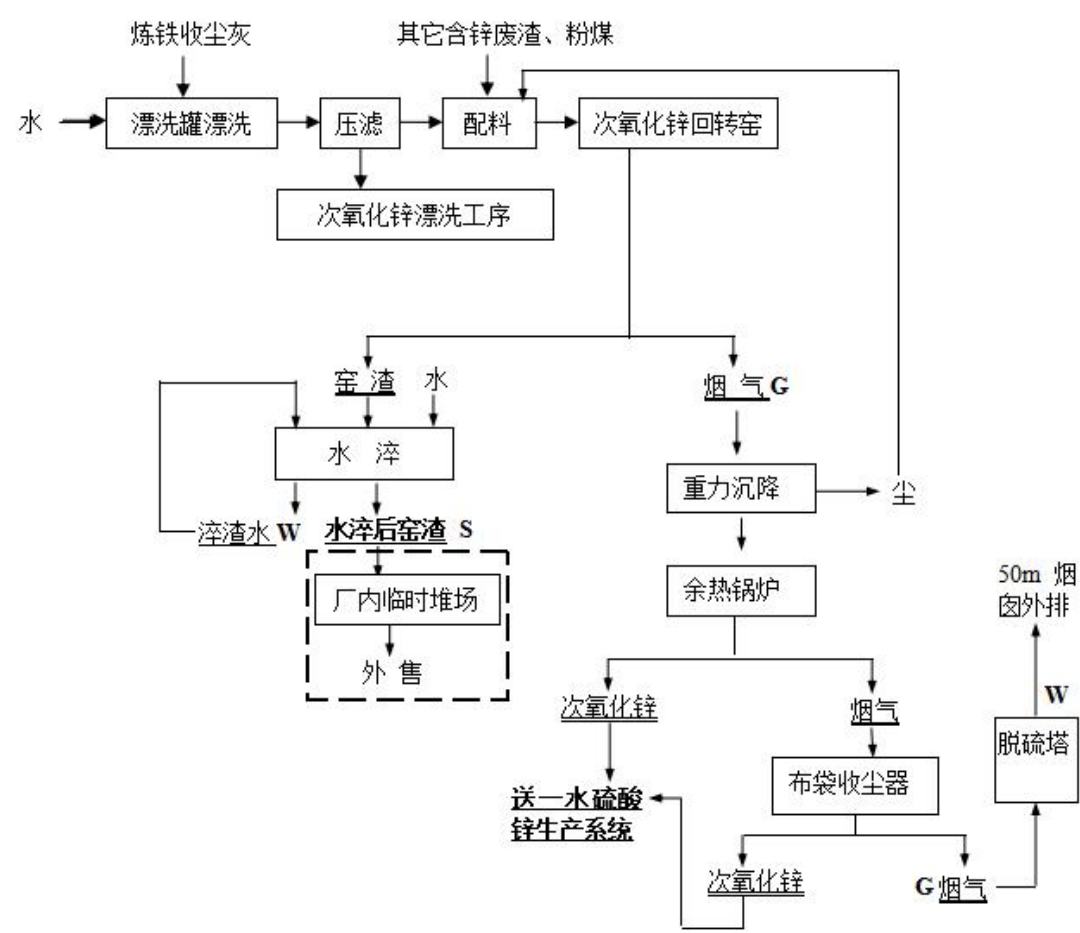 炼铁收尘灰
其它含锌废渣、粉煤
水
漂洗罐漂洗
压滤
配料
次氧化锌回转窑
次氧化锌漂洗工序
窑 渣
水
烟 气 G
水 淬
重力沉降
尘
淬渣水 W
水淬后窑渣 S
余热锅炉
50m 烟
囱外排
厂内临时堆场
外 售
次氧化锌
烟气
W
脱硫塔
布袋收尘器
送一水硫酸
锌生产系统
次氧化锌
G 烟气